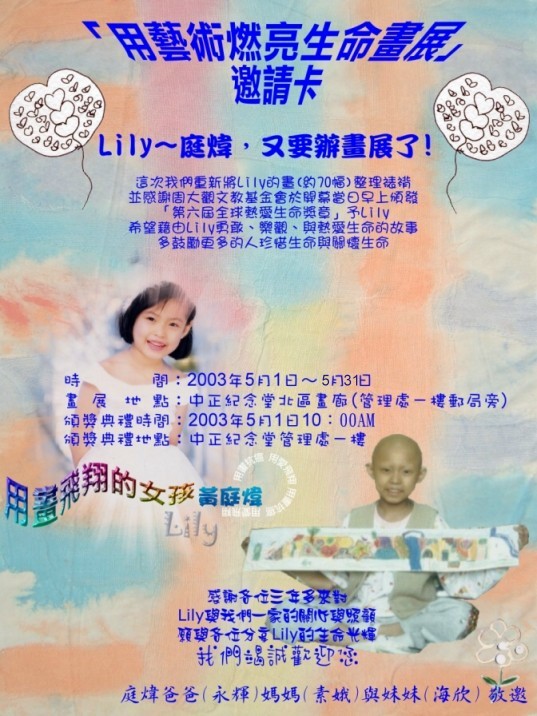 「用藝術燃亮生命畫展」
邀請卡
Lily～庭煒，又要辦畫展了！
這次我們重新將Lily的畫(約70幅)整理裱褙
並感謝周大觀文教基金會於開幕當日早上頒發
「第六屆全球熱愛生命獎章」予Lily
希望藉由Lily勇敢、樂觀、與熱愛生命的故事
多鼓勵更多的人珍惜生命與關懷生命
時　　　間：2003年5月1日～5月31日
畫 展 地 點：中正紀念堂北區畫廊(管理處一樓郵局旁)
頒獎典禮時間：2003年5月1日10：00AM
頒獎典禮地點：中正紀念堂管理處一樓
用畫飛翔的女孩 黃庭煒
Lily
感謝各位三年多來對
Lily與我們一家的關心與照顧
願與各位分享Lily的生命光輝
我們竭誠歡迎您
庭煒爸爸(永輝)媽媽(素娥)與妹妹(海欣) 敬邀